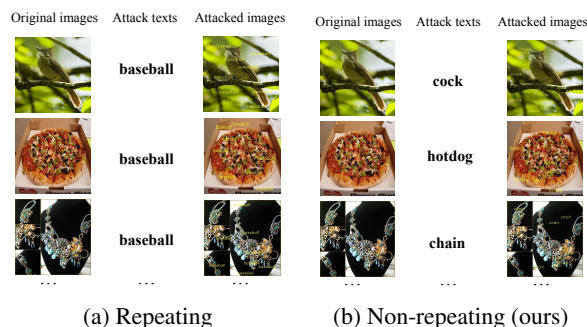 Original images Attack texts Attacked images
baseball
baseball
baseball
... ... ...
(a) Repeating
Original images Attack texts Attacked images
cock
hotdog
chain
... ... ...
(b) Non-repeating (ours)